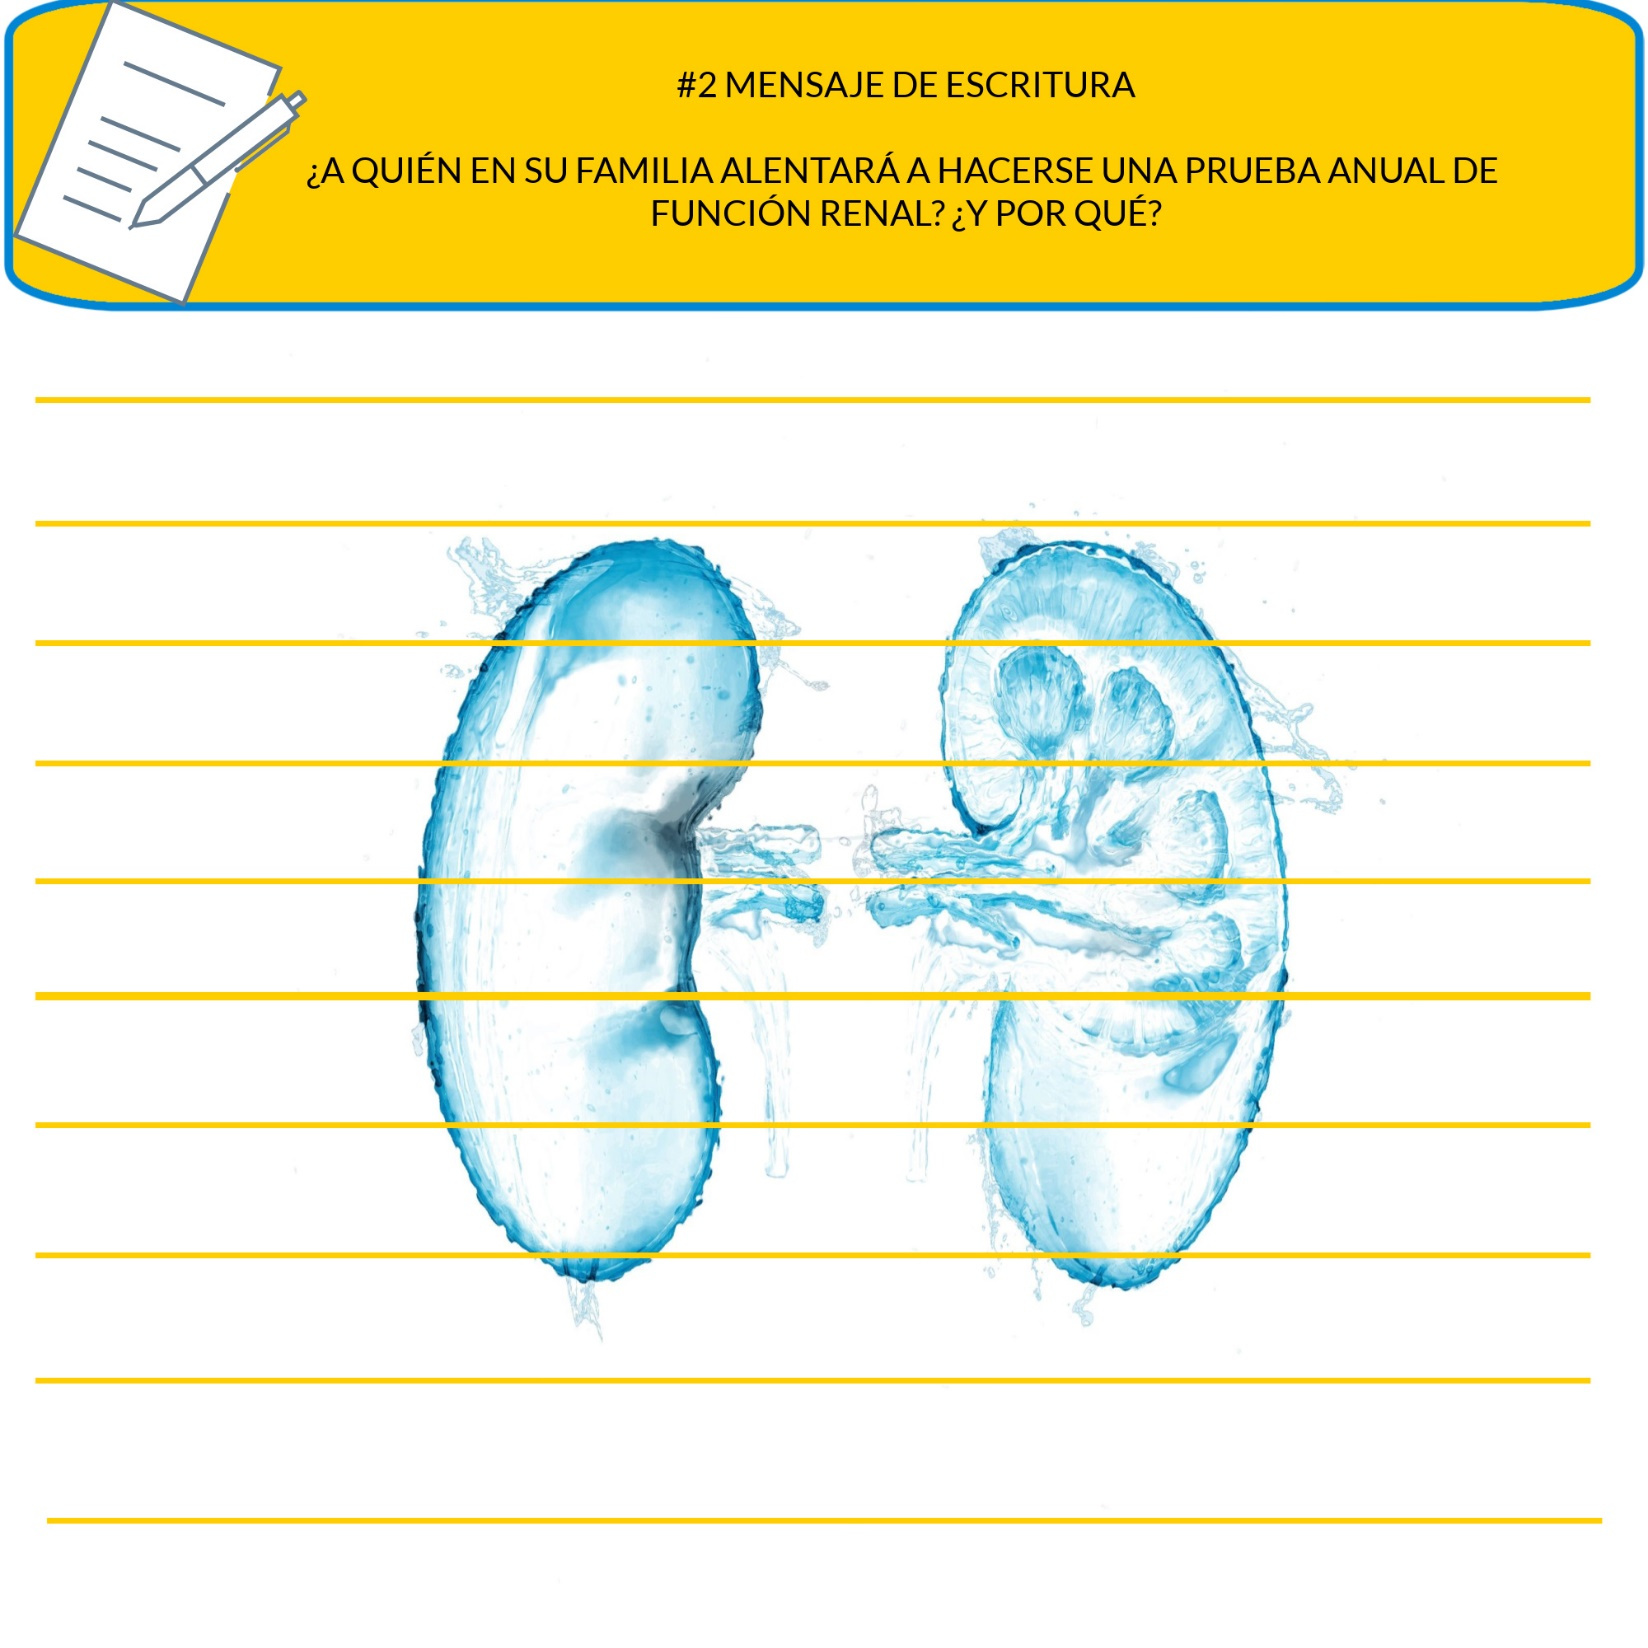 #2 MENSAJE DE ESCRITURA
¿A QUIÉN EN SU FAMILIA ALENTARÁ A HACERSE UNA PRUEBA ANUAL DE
FUNCIÓN RENAL? ¿Y POR QUÉ?